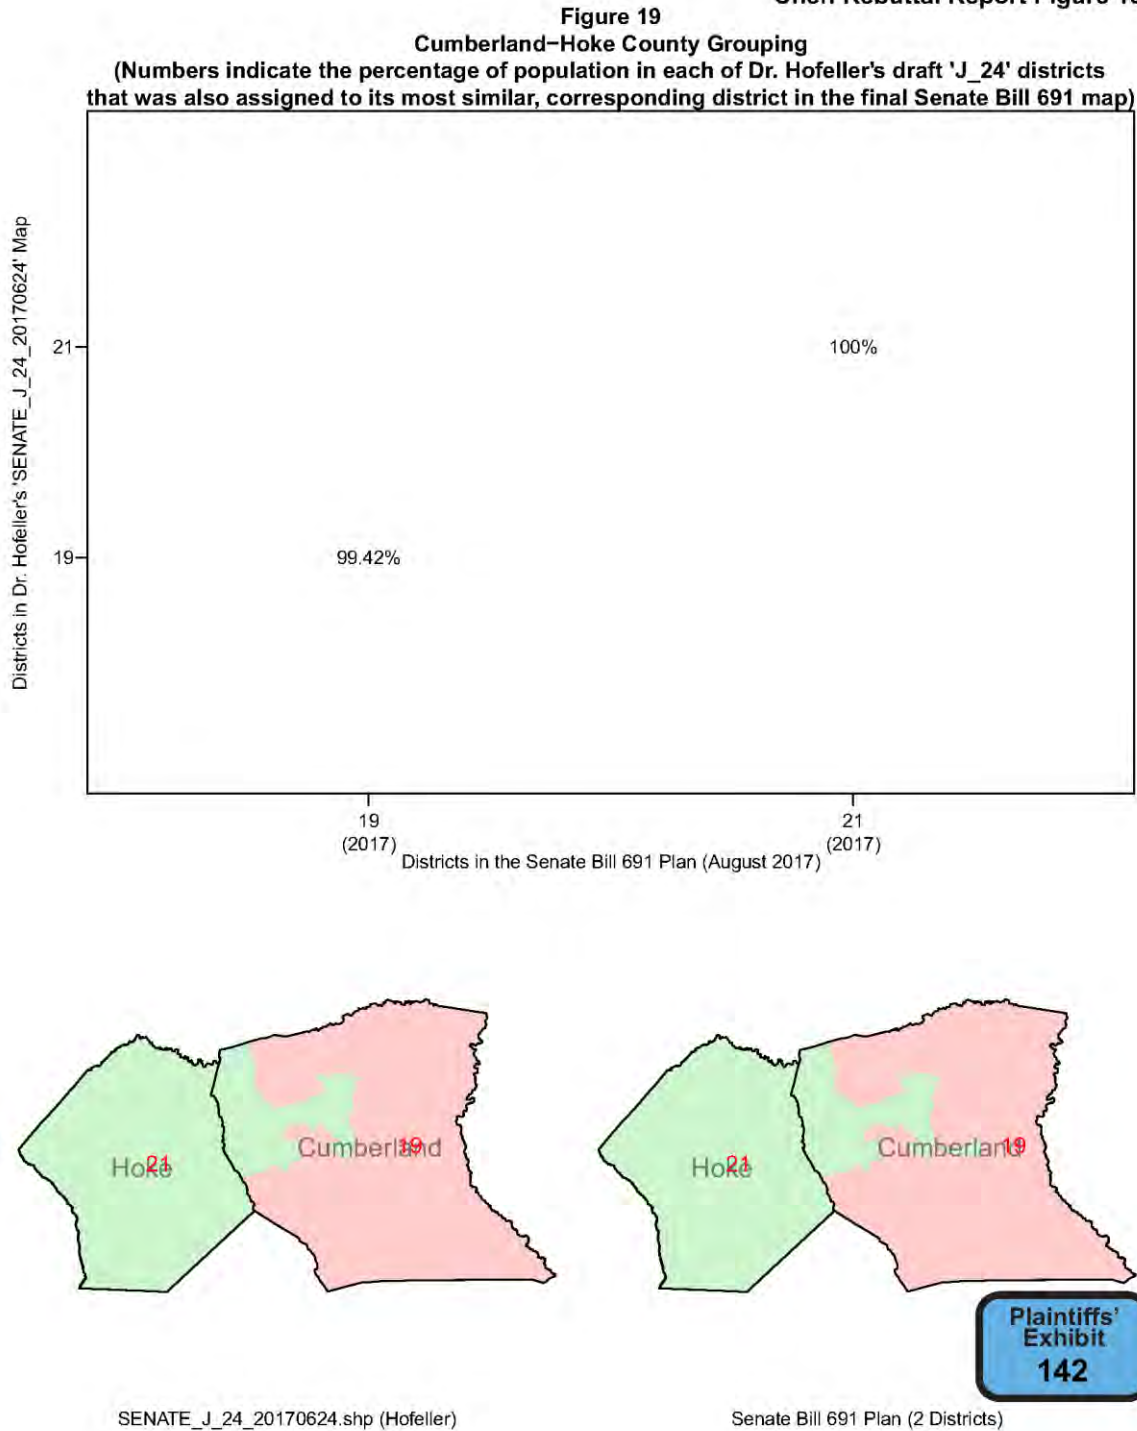 Chen Rebuttal Report Figure
Figure 19
Cumberland−Hoke County Grouping
(Numbers indicate the percentage of population in each of Dr. Hofeller's draft 'J_24' districts
that was also assigned to its most similar, corresponding district in the final Senate Bill 691 map)
Districts in Dr. Hofeller's 'SENATE_J_24_20170624' Map
21
100%
19
99.42%
19
(2017)
21
(2017)
Districts in the Senate Bill 691 Plan (August 2017)
Hoke
21
Cumberland
19
Hoke
21
Cumberland
19
Plaintiffs'
Exhibit
142
SENATE_J_24_20170624.shp (Hofeller)
Senate Bill 691 Plan (2 Districts)